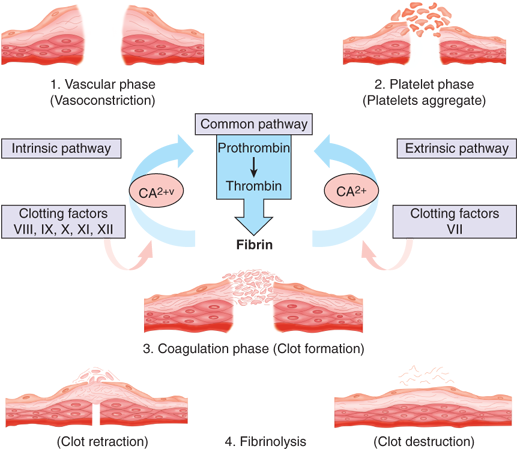 1. Vascular phase
(Vasoconstriction)
2. Platelet phase
(Platelets aggregate)
Common pathway
Intrinsic pathway
Prothrombin
Extrinsic pathway
Thrombin
CA2+v
CA2+
Clotting factors
VIII, IX, X, XI, XII
Clotting factors
VII
Fibrin
3. Coagulation phase (Clot formation)
(Clot retraction)
4. Fibrinolysis
(Clot destruction)